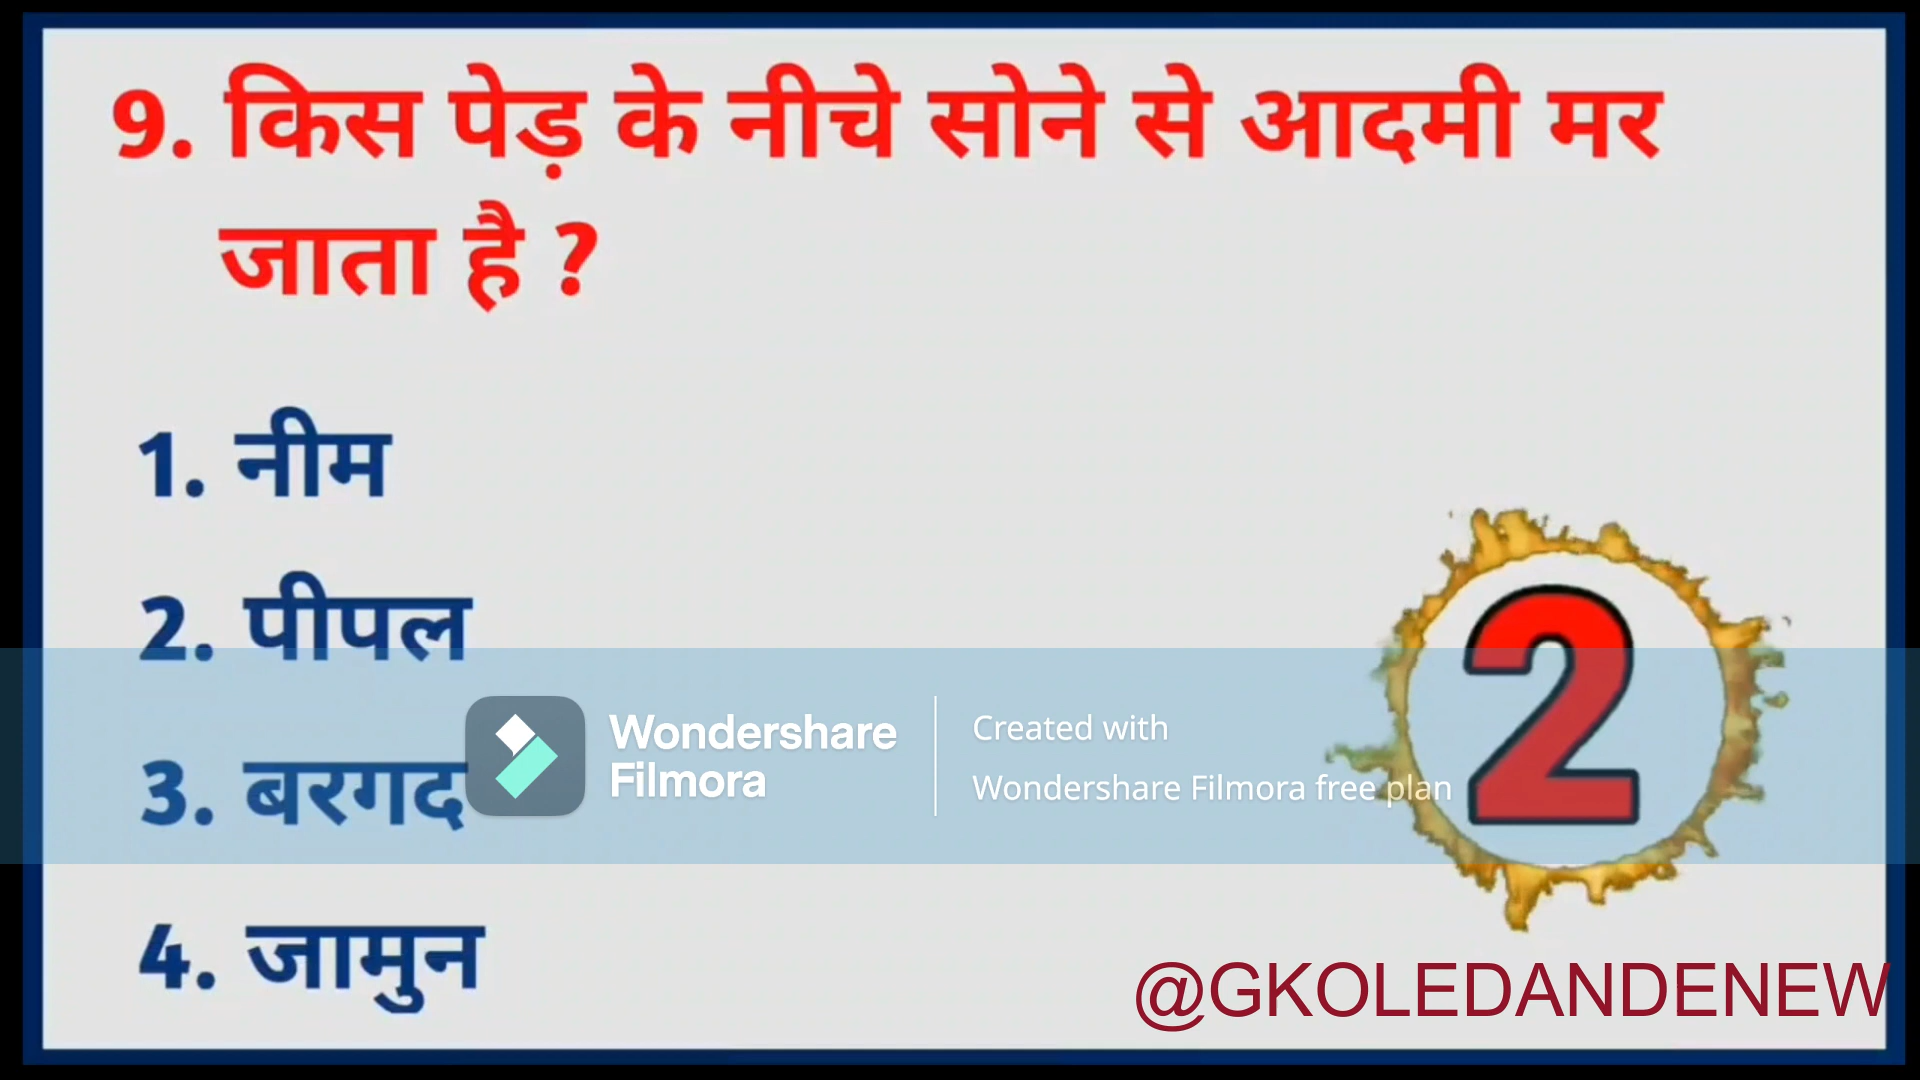 9. किस पेड़ के नीचे सोने से आदमी मर
जाता है ?
1. नीम
2. पीपल
3. बरगद
4. जामुन
2
Wondershare
Filmora
Created with
Wondershare Filmora free plan
@GKOLEDANDENEW